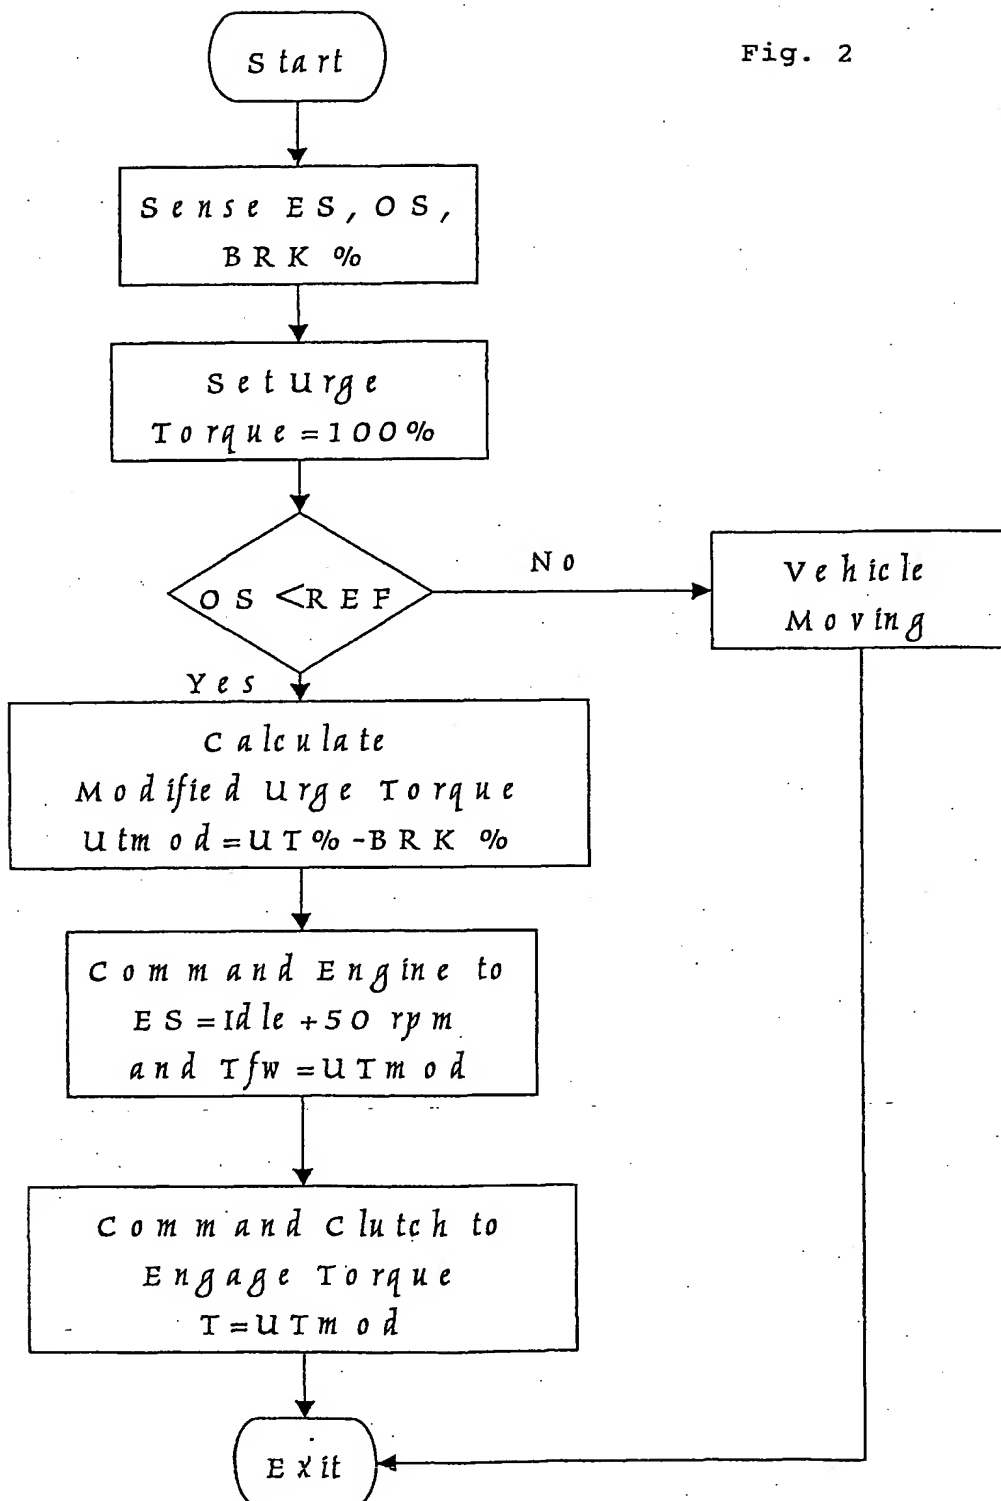 Fig. 2
Start
Sense ES, OS,
BRK %
Set Urge
Torque=100%
OS <REF
No
Vehicle
Moving
Yes
Calculate
Modified Urge Torque
Utmod=UT%-BRK %
Command Engine to
ES=Idle+50 rpm
and Tfw=UTmod
Command Clutch to
Engage Torque
T=UTmod
Exit